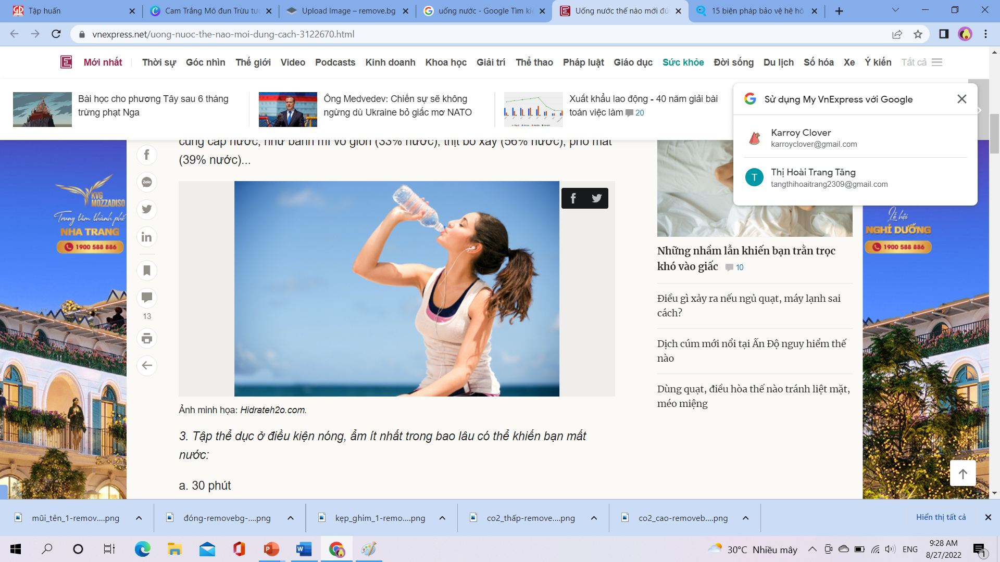 Tập huấn
Cam Trắng Mô đun Trừu tượ
Upload Image – remove.bg
uống nước - Google Tìm kiế
Uống nước thế nào mới đú
15 biện pháp bảo vệ hệ hô
vnexpress.net/uong-nuoc-the-nao-moi-dung-cach-3122670.html
Mới nhất Thời sự Góc nhìn Thế giới Video Podcasts Kinh doanh Khoa học Giải trí Thể thao Pháp luật Giáo dục Sức khỏe Đời sống Du lịch Số hóa Xe Ý kiến Tất cả
Bài học cho phương Tây sau 6 tháng
trừng phạt Nga
Ông Medvedev: Chiến sự sẽ không
ngừng dù Ukraine bỏ giấc mơ NATO
Xuất khẩu lao động - 40 năm giải bài
toán việc làm 20
Sử dụng My VnExpress với Google
Karroy Clover
karroyclover@gmail.com
T
Thị Hoài Trang Tăng
tangthihoaitrang2309@gmail.com
cung cấp nước, như bánh mì vỏ giòn (33% nước), thịt bò xay (56% nước), phô mát
(39% nước)...
Zalo
13
KVG
MOZZADISO
Trung tâm thành phố
NHA TRANG
1900 588 886
Lễ hội
NGHỈ DƯỠNG
1900 588 886
Ảnh minh họa: Hidrateh2o.com.
3. Tập thể dục ở điều kiện nóng, ẩm ít nhất trong bao lâu có thể khiến bạn mất
nước:
a. 30 phút
Những nhầm lẫn khiến bạn trằn trọc
khó vào giấc 10
Điều gì xảy ra nếu ngủ quạt, máy lạnh sai
cách?
Dịch cúm mới nổi tại Ấn Độ nguy hiểm thế
nào
Dùng quạt, điều hòa thế nào tránh liệt mặt,
méo miệng
mũi_tên_1-remov....png
đóng-removebg-....png
kẹp_ghim_1-remo....png
co2_thấp-remove....png
co2_cao-removeb....png
Hiển thị tất cả
30°C Nhiều mây
ENG
9:28 AM
8/27/2022
1